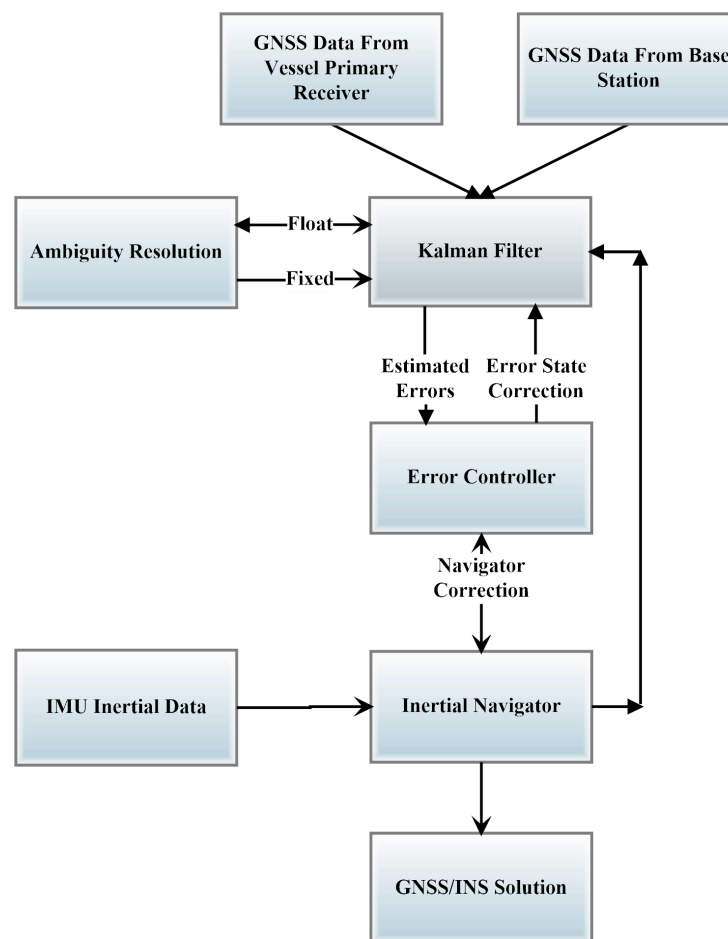 GNSS Data From
Vessel Primary
Receiver
GNSS Data From Base
Station
Ambiguity Resolution
Float
Fixed
Kalman Filter
Estimated
Errors
Error State
Correction
Error Controller
Navigator
Correction
IMU Inertial Data
Inertial Navigator
GNSS/INS Solution